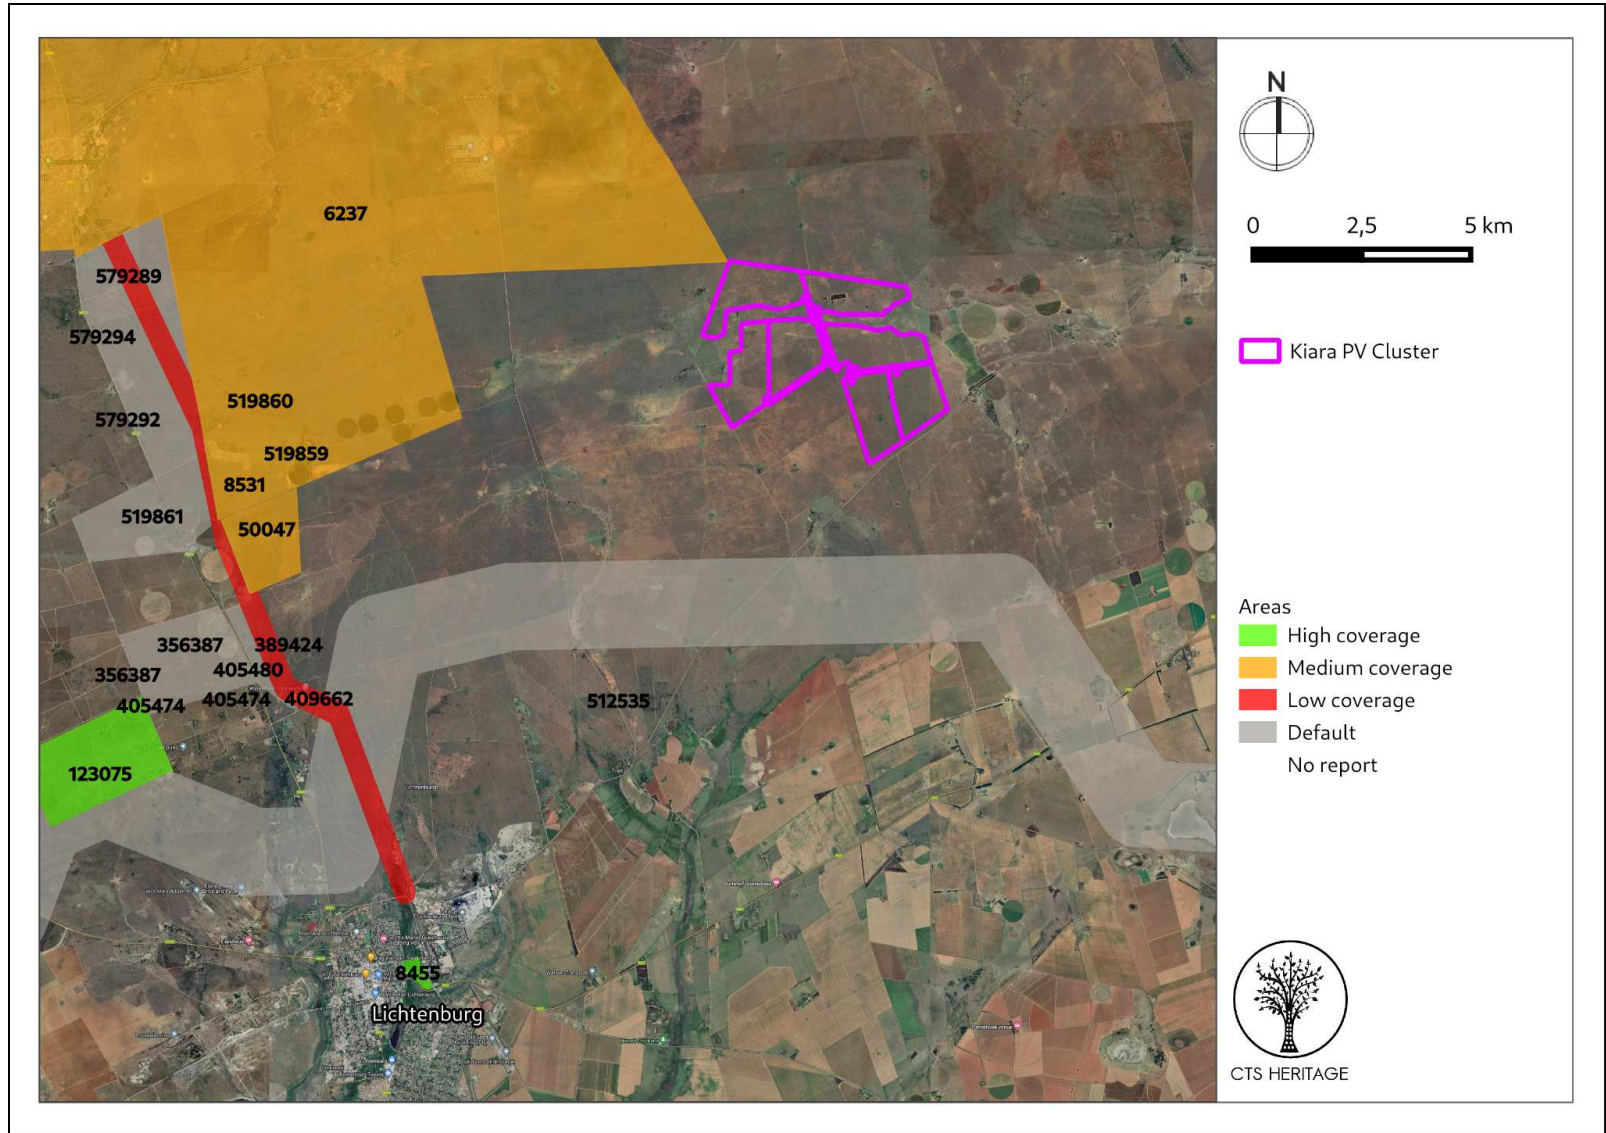 N
0 2,5 5 km
6237
579289
579294
Kiara PV Cluster
519860
579292
519859
8531
519861
50047
Areas
High coverage
356387 389424
Medium coverage
405480
356387
405474 405474 409662 512535
Low coverage
Default
123075
No report
Lichtenburg
8455
Lichtenburg
CTS HERITAGE